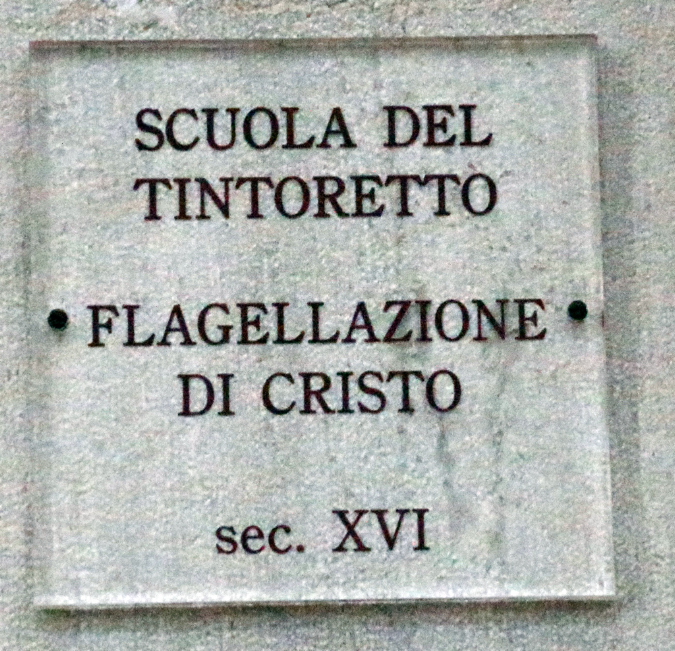 SCUOLA DEL
TINTORETTO
FLAGELLAZIONE
DI CRISTO
sec. XVI